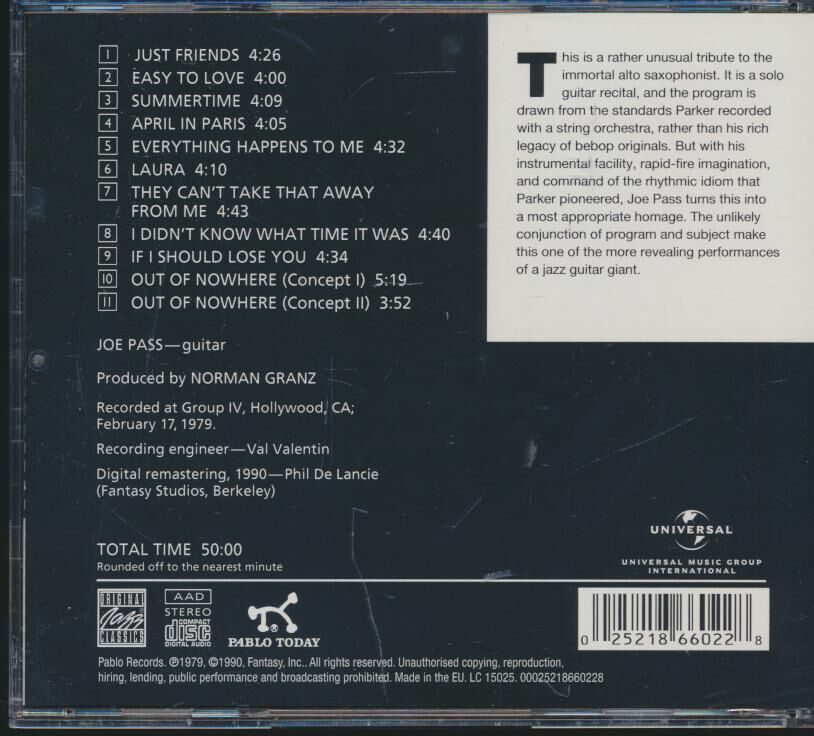 1 JUST FRIENDS 4:26
2 EASY TO LOVE 4:00
3 SUMMERTIME 4:09
4 APRIL IN PARIS 4:05
5 EVERYTHING HAPPENS TO ME 4:32
6 LAURA 4:10
7 THEY CAN'T TAKE THAT AWAY
FROM ME 4:43
8 I DIDN'T KNOW WHAT TIME IT WAS 4:40
9 IF I SHOULD LOSE YOU 4:34
10 OUT OF NOWHERE (Concept I) 5:19
11 OUT OF NOWHERE (Concept II) 3:52
JOE PASS—guitar
Produced by NORMAN GRANZ
Recorded at Group IV, Hollywood, CA;
February 17, 1979.
Recording engineer—Val Valentin
Digital remastering, 1990—Phil De Lancie
(Fantasy Studios, Berkeley)
TOTAL TIME 50:00
Rounded off to the nearest minute
This is a rather unusual tribute to the
immortal alto saxophonist. It is a solo
guitar recital, and the program is
drawn from the standards Parker recorded
with a string orchestra, rather than his rich
legacy of bebop originals. But with his
instrumental facility, rapid-fire imagination,
and command of the rhythmic idiom that
Parker pioneered, Joe Pass turns this into
a most appropriate homage. The unlikely
conjunction of program and subject make
this one of the more revealing performances
of a jazz guitar giant.
UNIVERSAL
UNIVERSAL MUSIC GROUP
INTERNATIONAL
ORIGINAL
Jazz
CLASSICS
AAD
STEREO
COMPACT
disc
DIGITAL AUDIO
®
PABLO TODAY
0 25218 66022 8
Pablo Records. ℗1979, ©1990, Fantasy, Inc.. All rights reserved. Unauthorised copying, reproduction,
hiring, lending, public performance and broadcasting prohibited. Made in the EU. LC 15025. 00025218660228